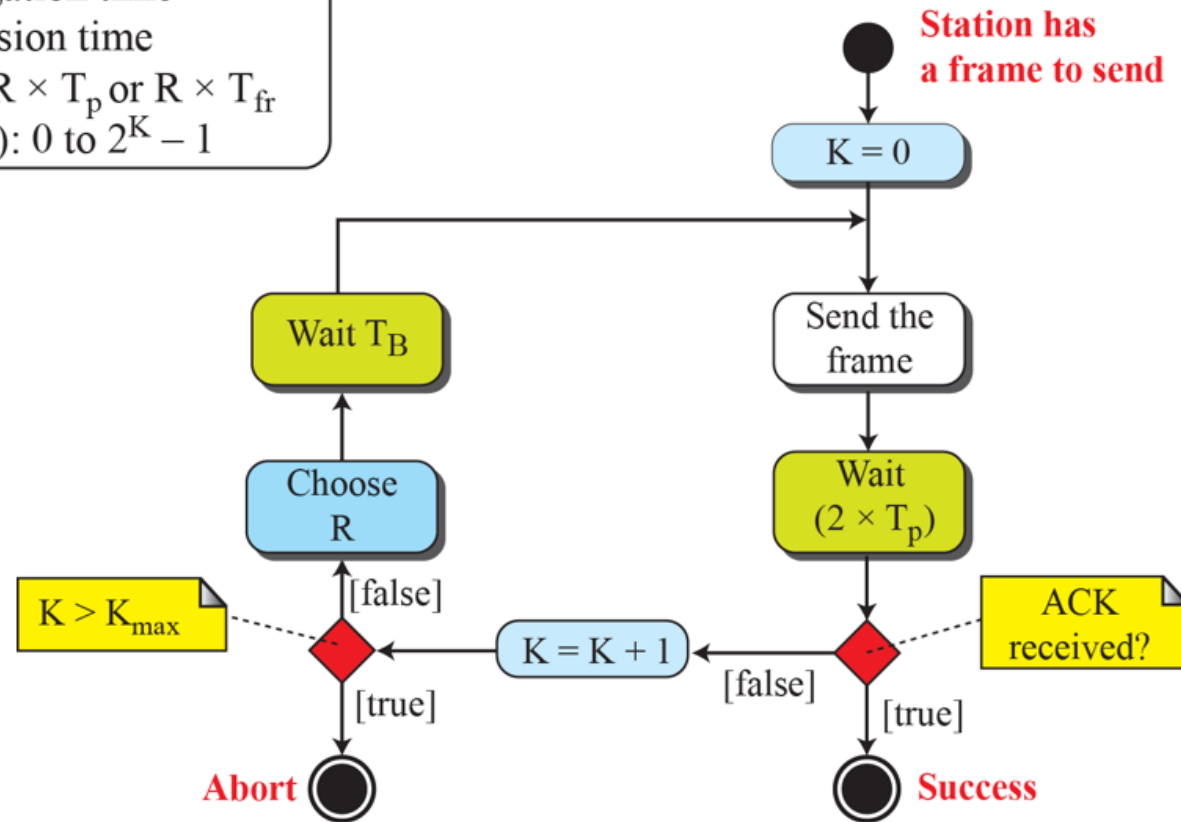 sion time
R × Tp or R × Tfr
): 0 to 2^K – 1
Station has
a frame to send
K = 0
Wait TB
Send the
frame
Choose
R
Wait
(2 × Tp)
[false]
K > Kmax
ACK
received?
K = K + 1
[false]
[true]
[true]
Abort
Success